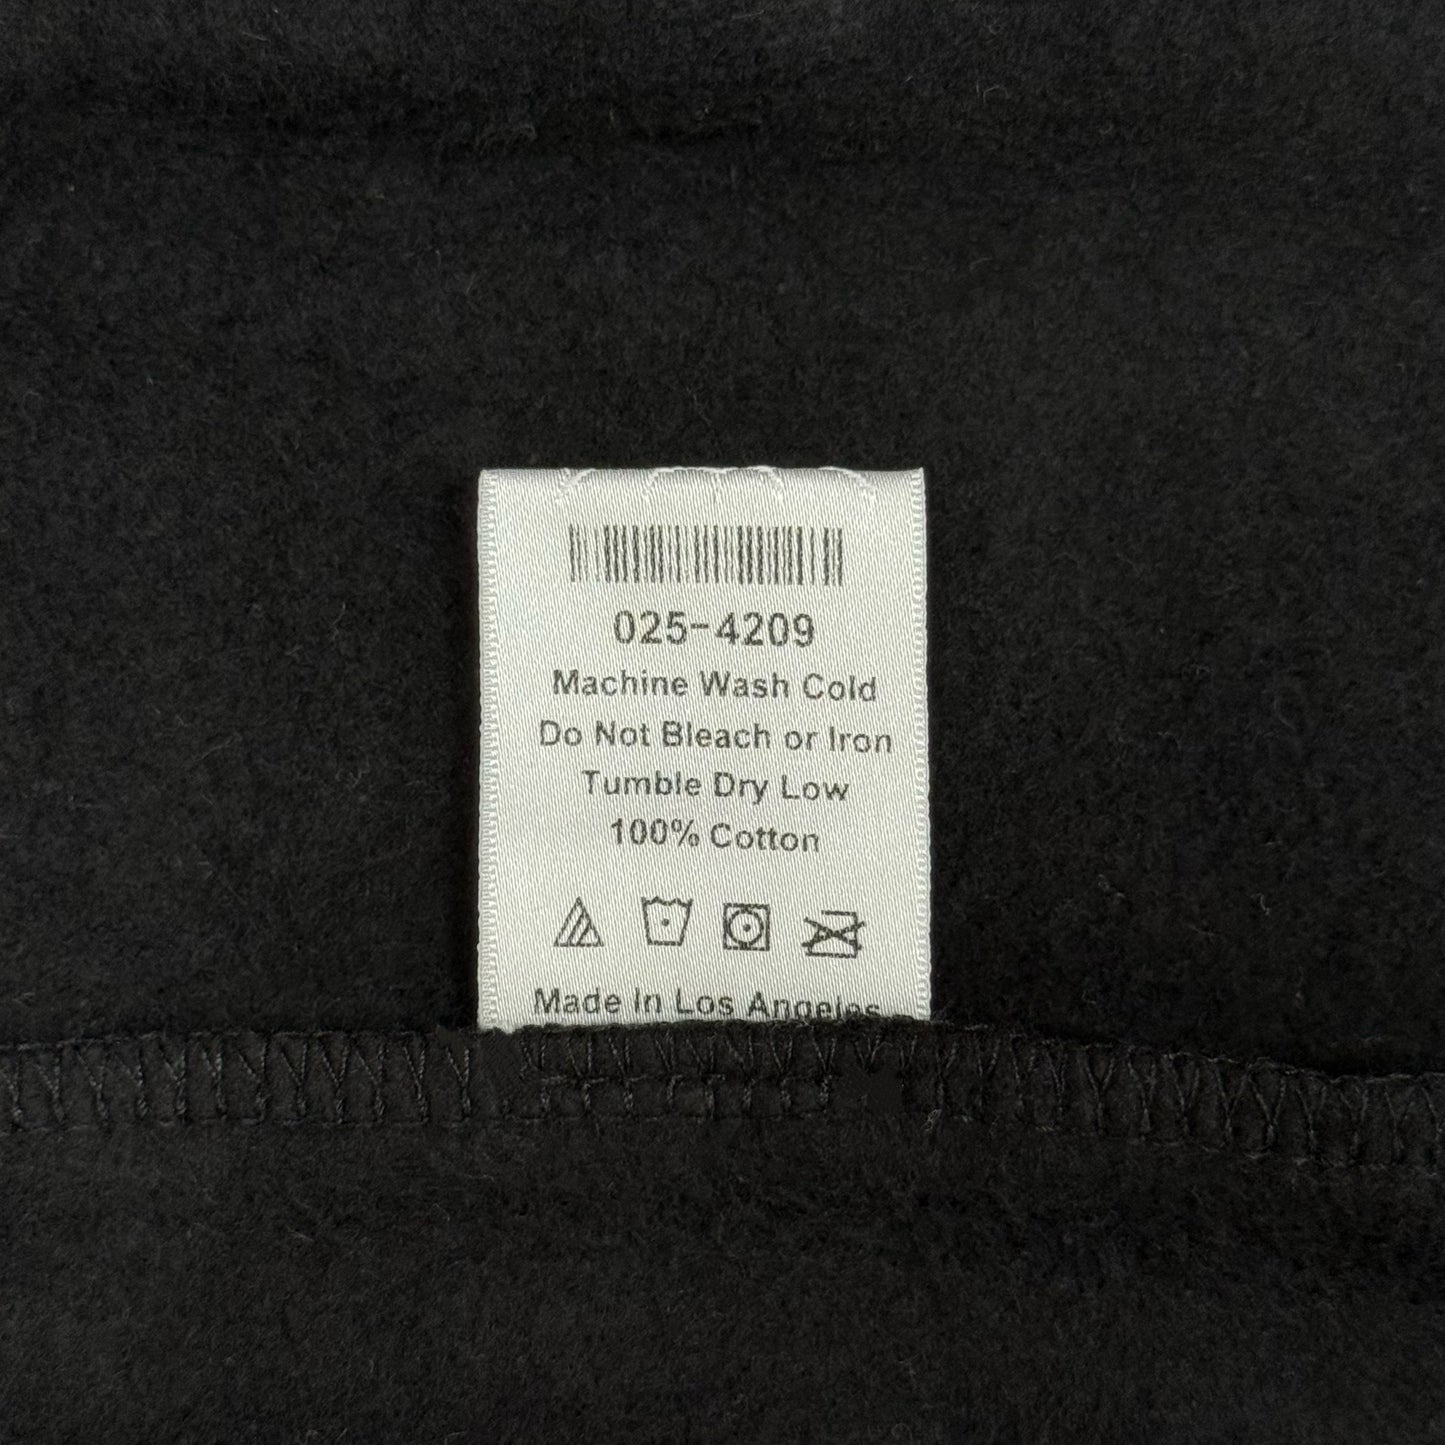 025-4209
Machine Wash Cold
Do Not Bleach or Iron
Tumble Dry Low
100% Cotton
Made in Los Angeles